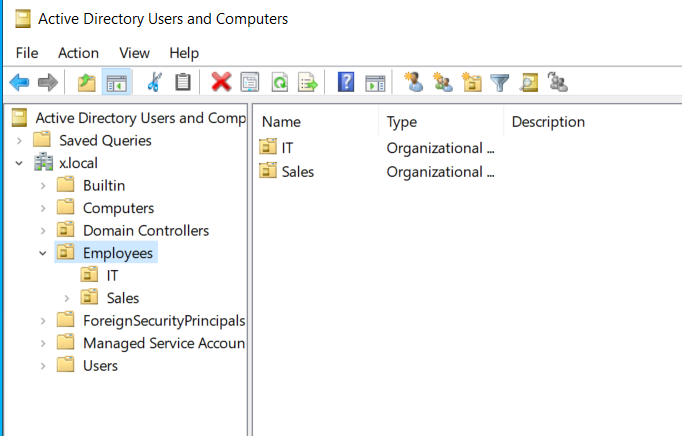 Active Directory Users and Computers
File Action View Help
Active Directory Users and Comp
Saved Queries
x.local
Builtin
Computers
Domain Controllers
Employees
IT
Sales
ForeignSecurityPrincipals
Managed Service Accoun
Users
Name Type Description
IT Organizational ...
Sales Organizational ...